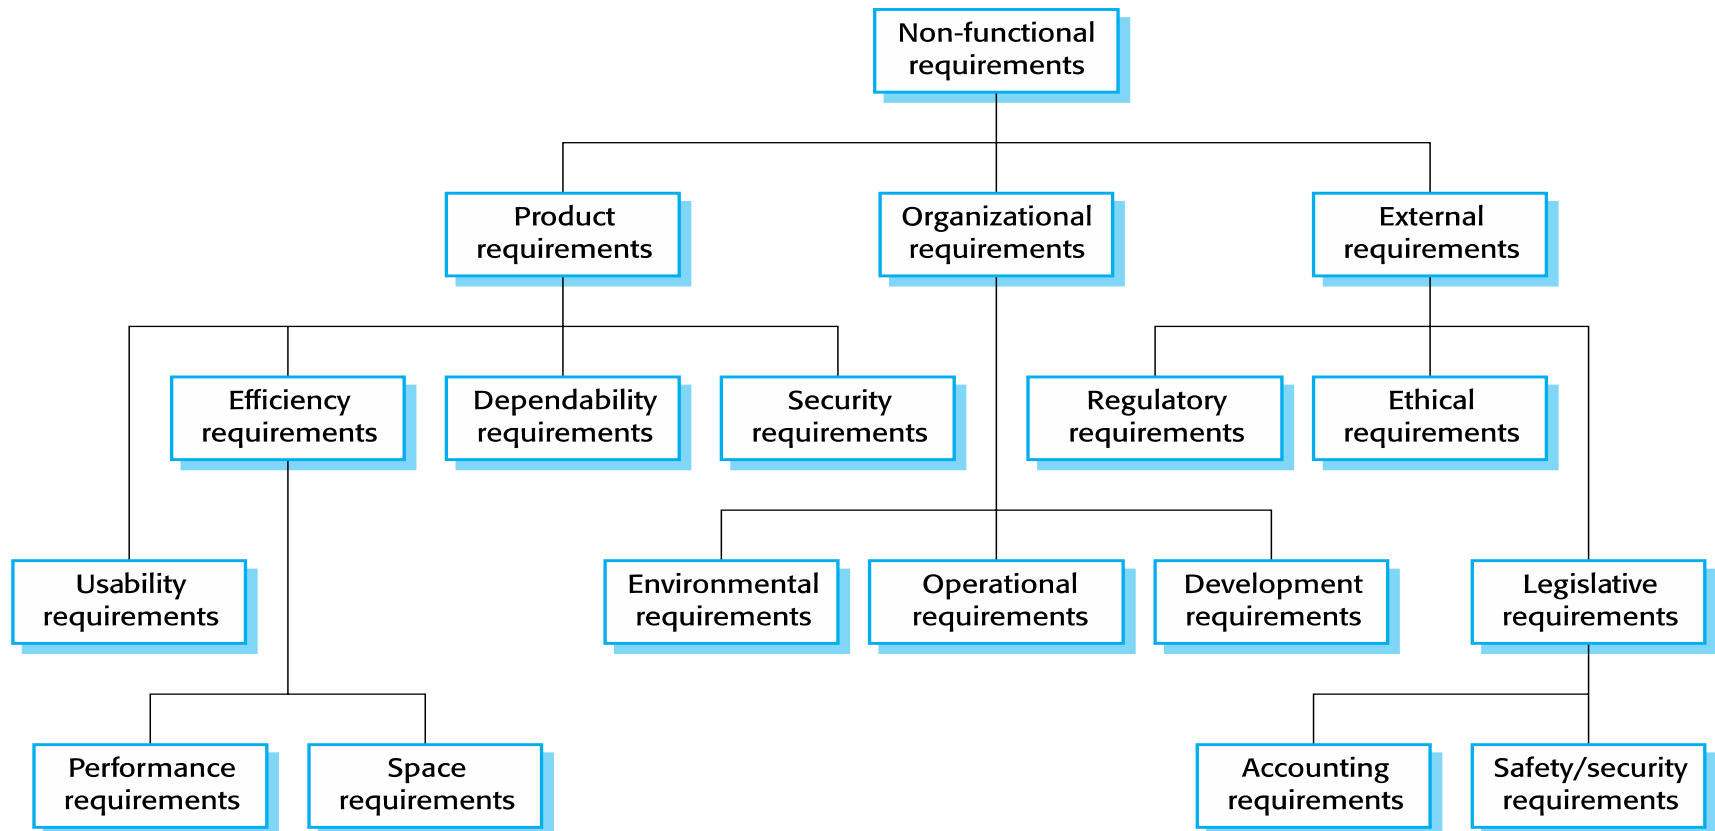 Non-functional
requirements
Product
requirements
Organizational
requirements
External
requirements
Efficiency
requirements
Dependability
requirements
Security
requirements
Regulatory
requirements
Ethical
requirements
Usability
requirements
Environmental
requirements
Operational
requirements
Development
requirements
Legislative
requirements
Performance
requirements
Space
requirements
Accounting
requirements
Safety/security
requirements